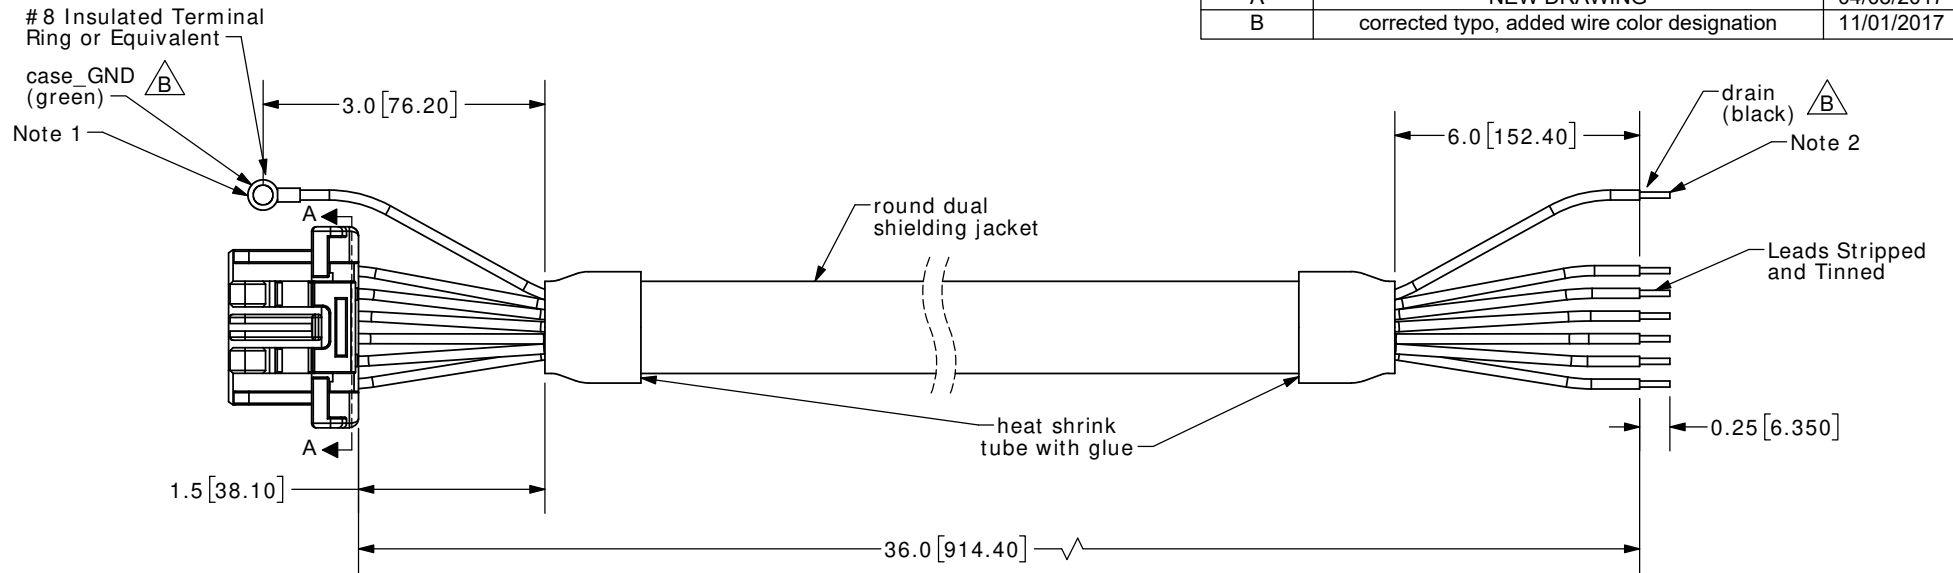 A NEW DRAWING 04/03/2017
B corrected typo, added wire color designation 11/01/2017
#8 Insulated Terminal
Ring or Equivalent
case_GND B
(green)
Note 1
3.0[76.20]
6.0[152.40]
drain B
(black)
Note 2
A
round dual
shielding jacket
Leads Stripped
and Tinned
heat shrink
tube with glue
0.25[6.350]
A
1.5[38.10]
36.0[914.40]